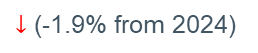 ↓ (-1.9% from 2024)